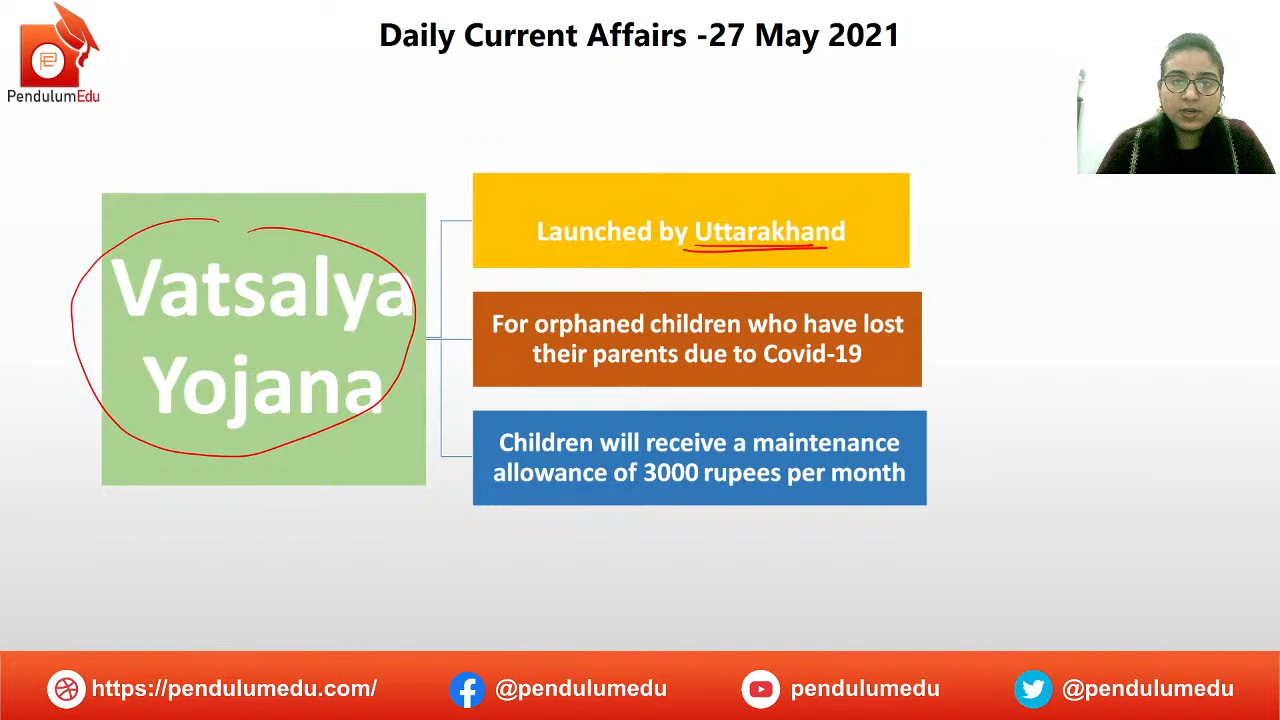 Daily Current Affairs -27 May 2021
PendulumEdu
Vatsalya
Yojana
Launched by Uttarakhand
For orphaned children who have lost
their parents due to Covid-19
Children will receive a maintenance
allowance of 3000 rupees per month
https://pendulumedu.com/
@pendulumedu
pendulumedu
@pendulumedu